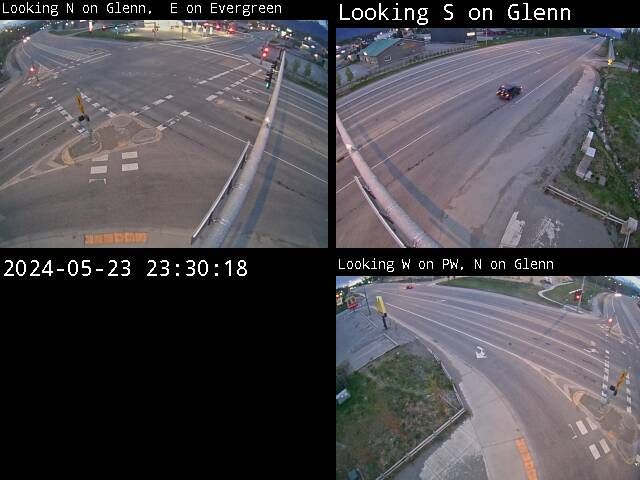 Looking N on Glenn,  E on Evergreen
Looking S on Glenn
2024-05-23 23:30:18
Looking W on PW, N on Glenn